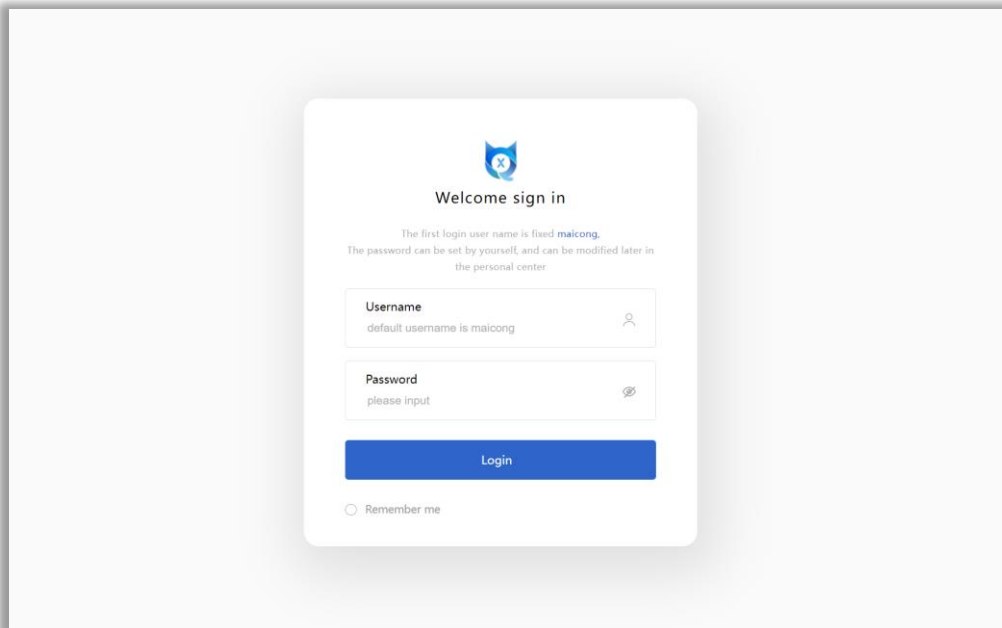 X
Welcome sign in
The first login user name is fixed maicong,
The password can be set by yourself, and can be modified later in
the personal center
Username
default username is maicong
Password
please input
Login
Remember me